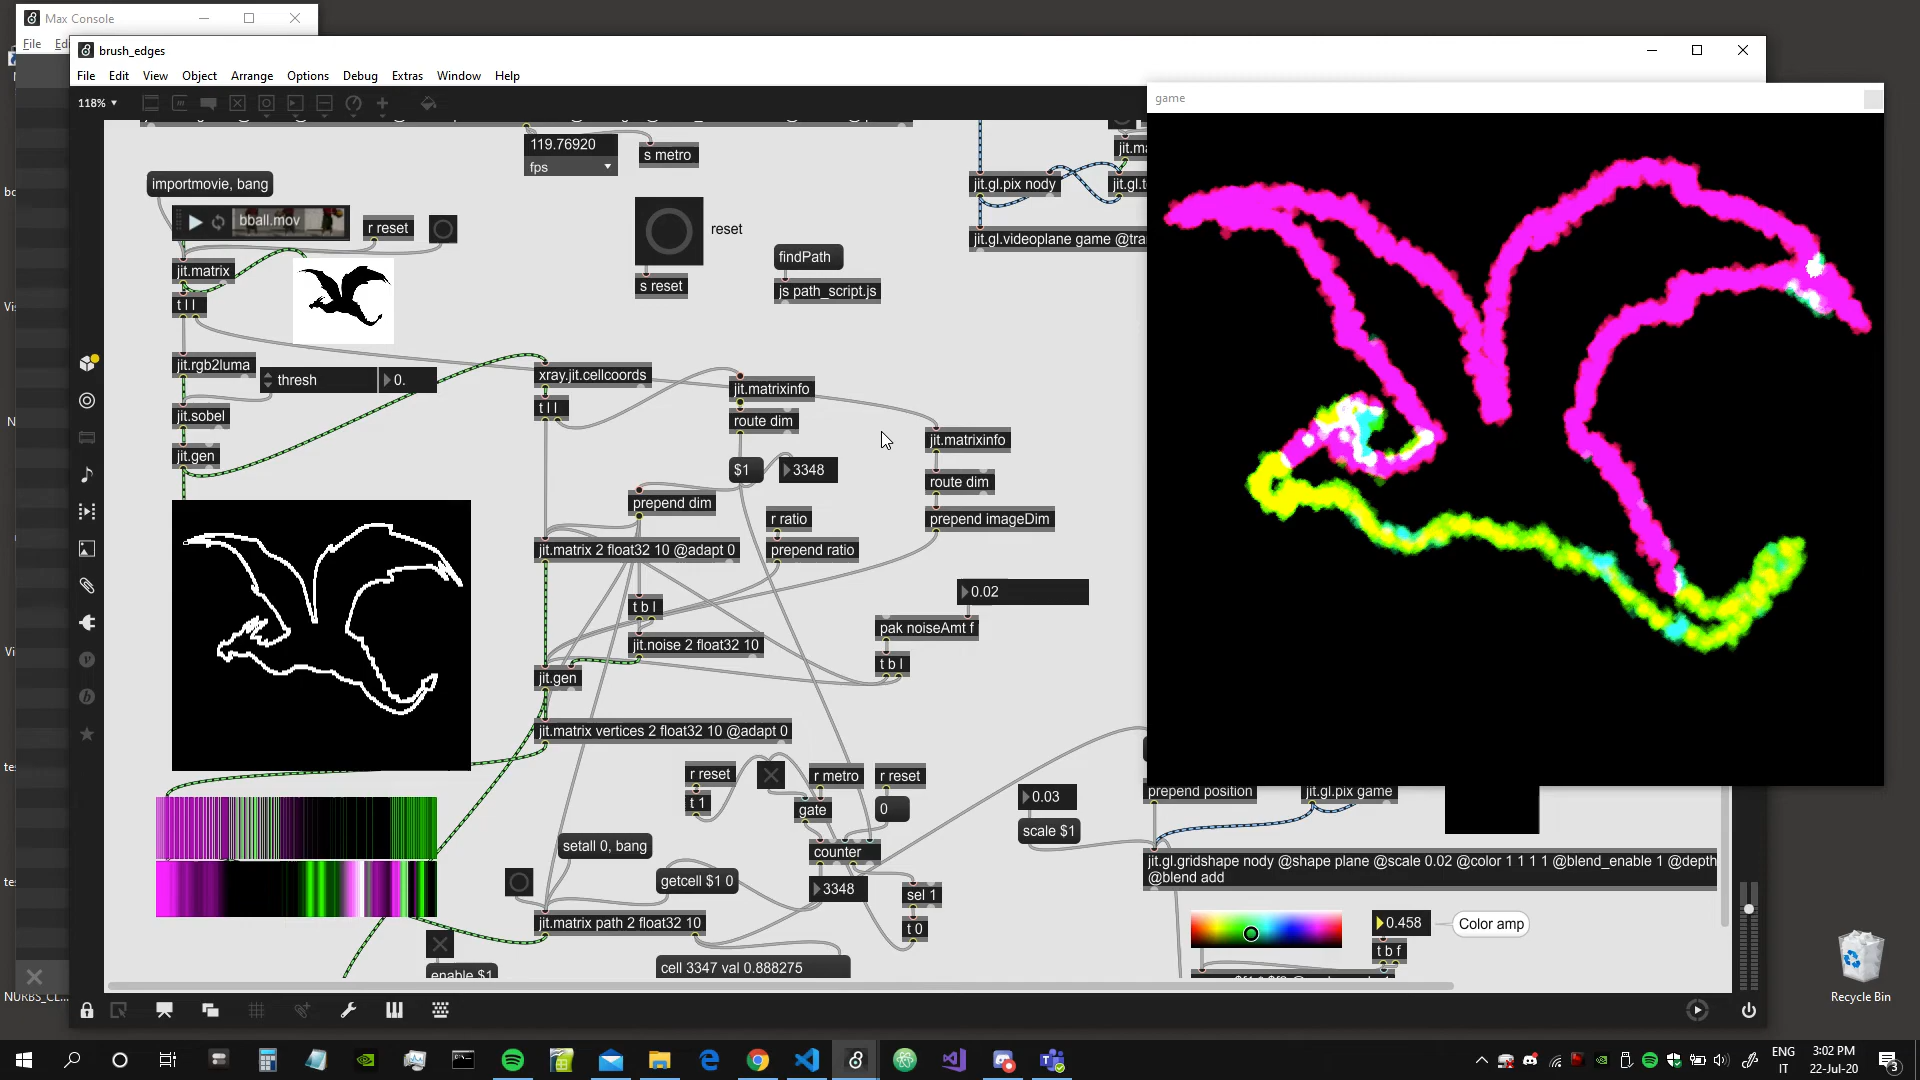 Max Console
File
brush_edges
File Edit View Object Arrange Options Debug Extras Window Help
118%
game
119.76920
fps
s metro
importmovie, bang
bball.mov
r reset
reset
s reset
findPath
js path_script.js
jit.gl.pix nody
jit.gl.videoplane game @tra
jit.matrix
t l l
jit.rgb2luma
thresh
0.
jit.sobel
jit.gen
xray.jit.cellcoords
t l l
jit.matrixinfo
route dim
$1
3348
jit.matrixinfo
route dim
prepend imageDim
prepend dim
r ratio
prepend ratio
jit.matrix 2 float32 10 @adapt 0
0.02
pak noiseAmt f
t b l
t b l
jit.noise 2 float32 10
jit.gen
jit.matrix vertices 2 float32 10 @adapt 0
r reset
t 1
r metro
r reset
gate
0
counter
3348
sel 1
t 0
setall 0, bang
getcell $1 0
jit.matrix path 2 float32 10
cell 3347 val 0.888275
enable $1
0.03
scale $1
prepend position
jit.gl.pix game
jit.gl.gridshape nody @shape plane @scale 0.02 @color 1 1 1 1 @blend_enable 1 @depth
@blend add
0.458
Color amp
t b f
NURBS_CL...
Recycle Bin
ENG
IT
3:02 PM
22-Jul-20
3